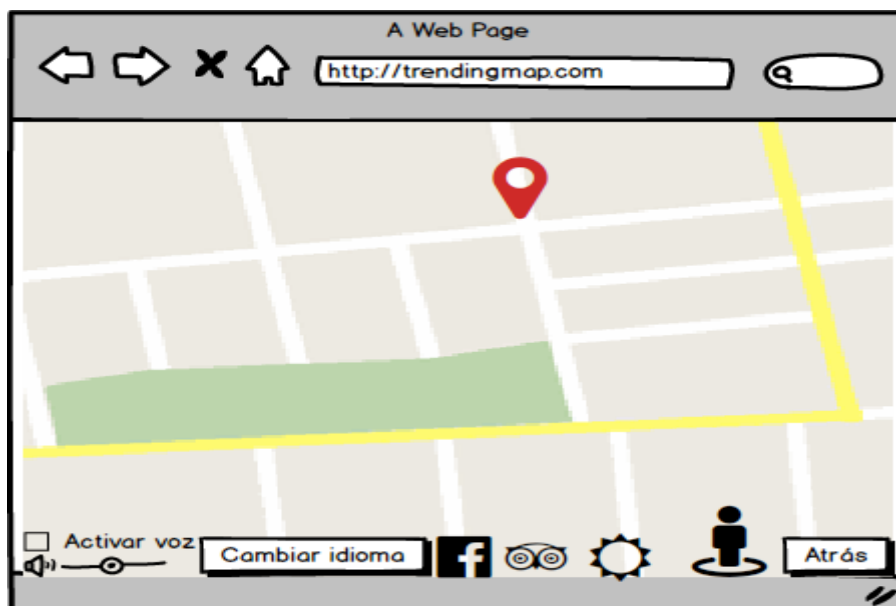 A Web Page
http://trendingmap.com
Activar voz
Cambiar idioma
Atrás